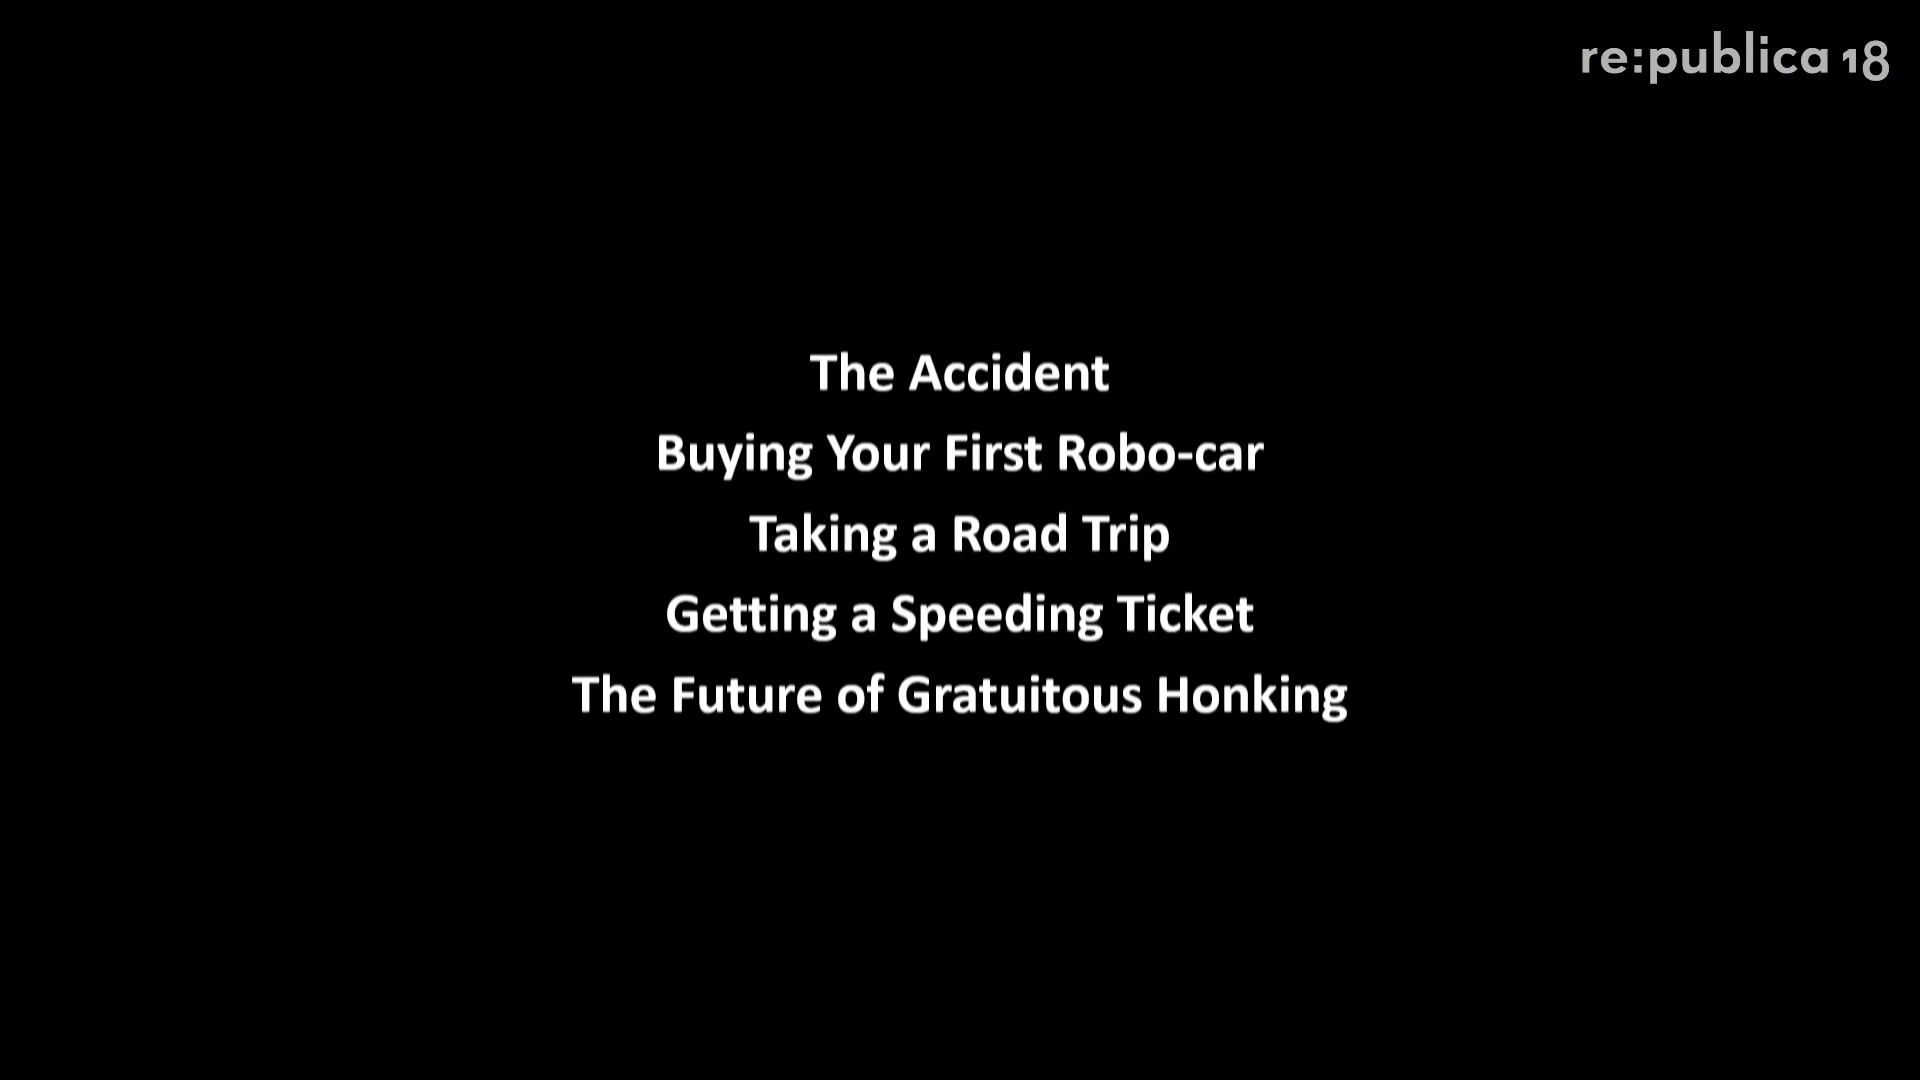 re:publica 18
The Accident
Buying Your First Robo-car
Taking a Road Trip
Getting a Speeding Ticket
The Future of Gratuitous Honking